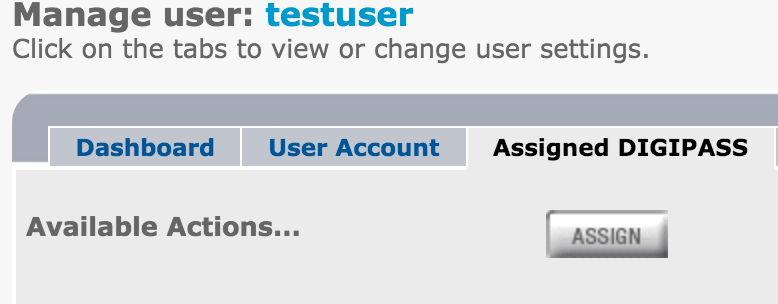 Manage user: testuser
Click on the tabs to view or change user settings.
Dashboard User Account Assigned DIGIPASS
Available Actions... ASSIGN